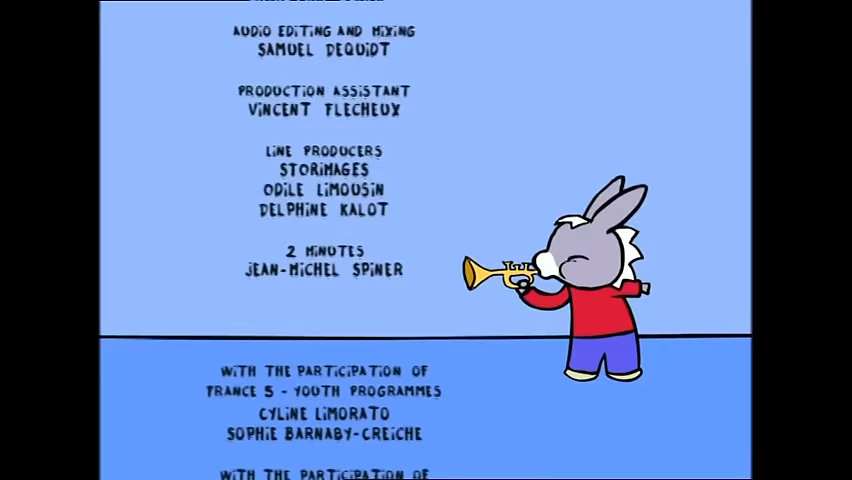 AUDIO EDITING AND MIXING
SAMUEL DEQUIDT
PRODUCTION ASSISTANT
VINCENT FLECHEUX
LINE PRODUCERS
STORIMAGES
ODILE LIMOUSIN
DELPHINE KALOT
2 MINUTES
JEAN-MICHEL SPINER
WITH THE PARTICIPATION OF
FRANCE 5 - YOUTH PROGRAMMES
CYLINE LIMORATO
SOPHIE BARNABY-CREICHE
WITH THE PARTICIPATION OF